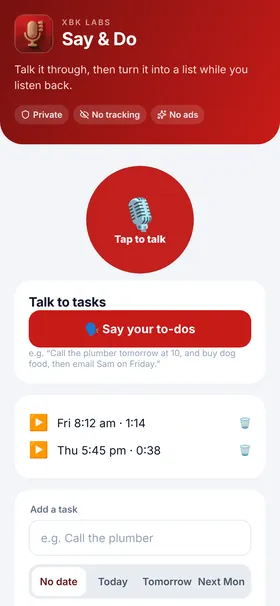 XBK LABS
Say & Do
Talk it through, then turn it into a list while you
listen back.
Private
No tracking
No ads
Tap to talk
Talk to tasks
Say your to-dos
e.g. “Call the plumber tomorrow at 10, and buy dog
food, then email Sam on Friday.”
Fri 8:12 am · 1:14
Thu 5:45 pm · 0:38
Add a task
e.g. Call the plumber
No date
Today
Tomorrow
Next Mon